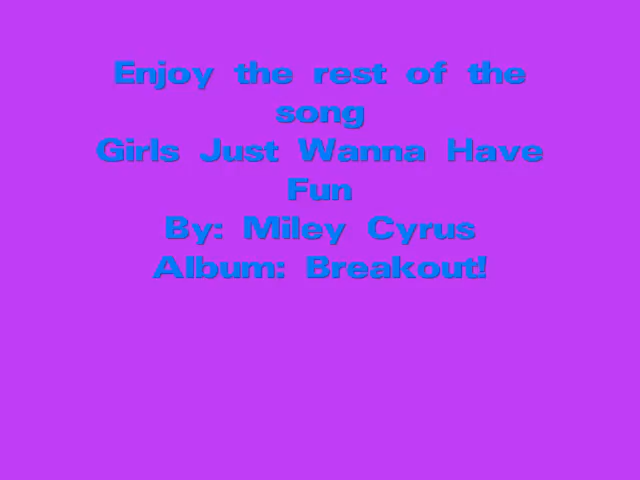 Enjoy the rest of the
song
Girls Just Wanna Have
Fun
By: Miley Cyrus
Album: Breakout!